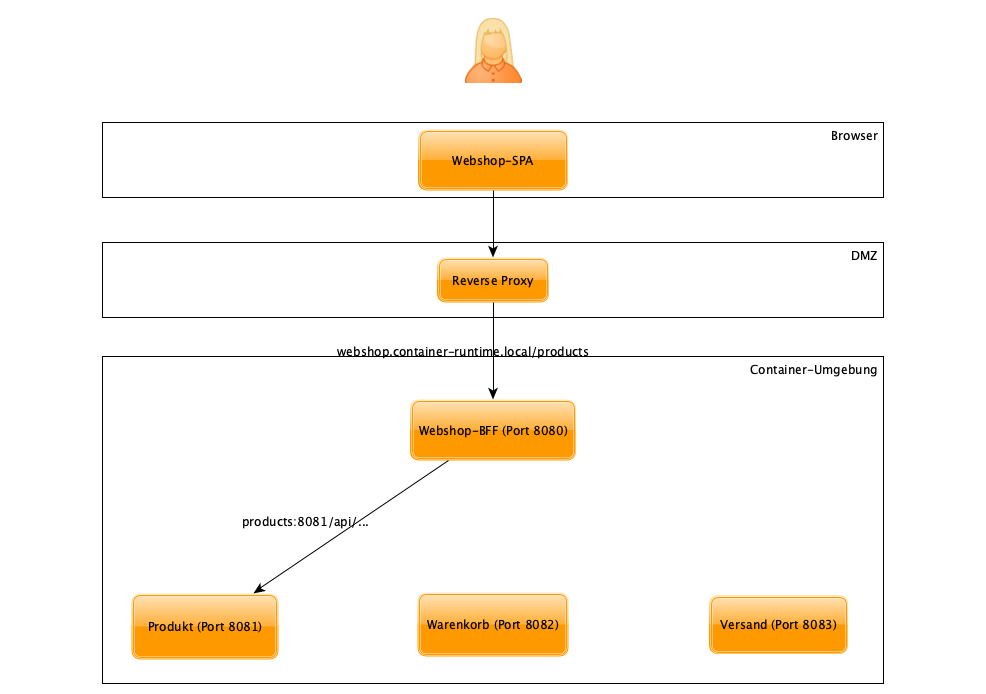 Browser
Webshop-SPA
DMZ
Reverse Proxy
webshop.container-runtime.local/products
Container-Umgebung
Webshop-BFF (Port 8080)
products:8081/api/...
Produkt (Port 8081)
Warenkorb (Port 8082)
Versand (Port 8083)